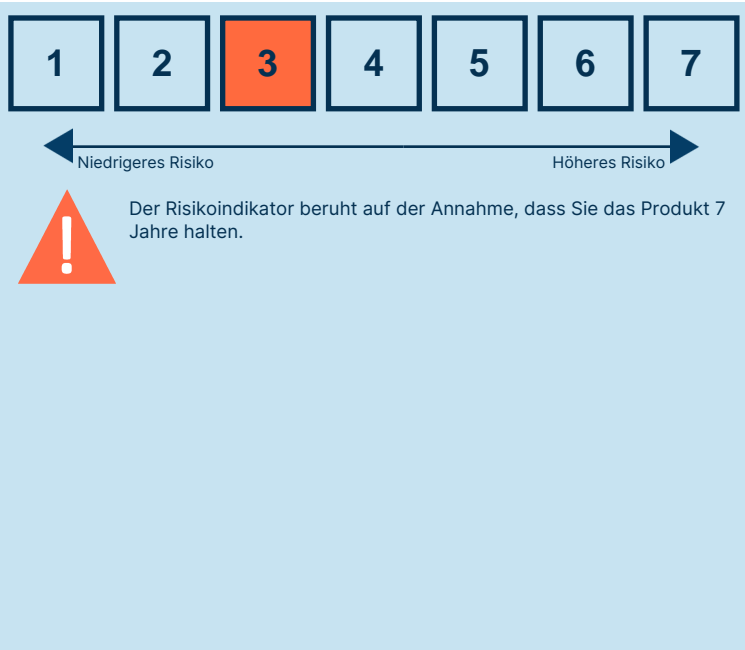 1 2 3 4 5 6 7
Niedrigeres Risiko Höheres Risiko
Der Risikoindikator beruht auf der Annahme, dass Sie das Produkt 7
Jahre halten.